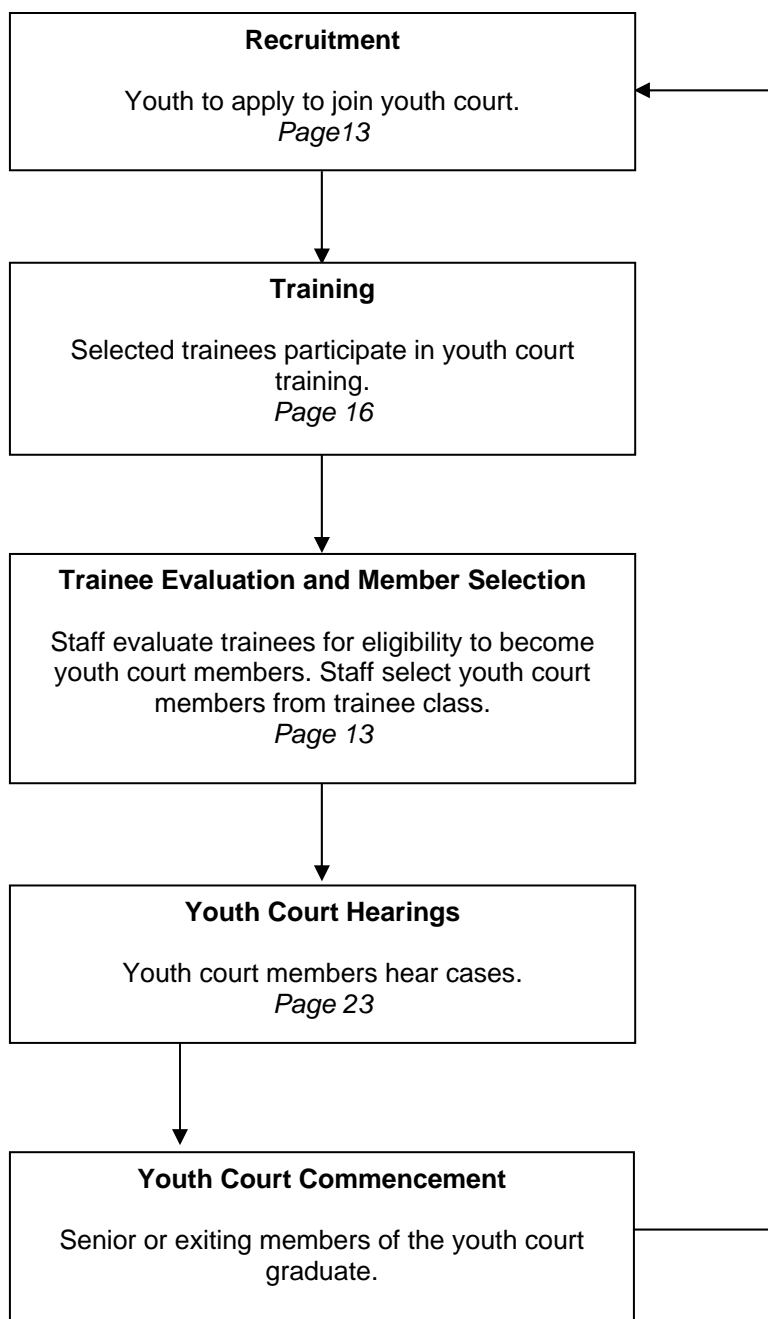 Recruitment
Youth to apply to join youth court.
Page13
Training
Selected trainees participate in youth court
training.
Page 16
Trainee Evaluation and Member Selection
Staff evaluate trainees for eligibility to become
youth court members. Staff select youth court
members from trainee class.
Page 13
Youth Court Hearings
Youth court members hear cases.
Page 23
Youth Court Commencement
Senior or exiting members of the youth court
graduate.